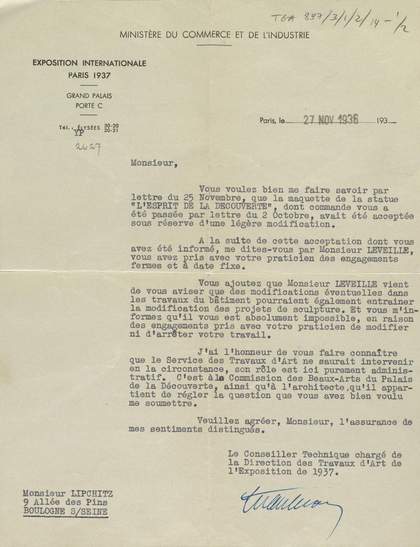 TGA 897/3/1/2/14-1/2
MINISTÈRE DU COMMERCE ET DE L'INDUSTRIE
EXPOSITION INTERNATIONALE
PARIS 1937
GRAND PALAIS
PORTE C
Paris, le 27 NOV 1936 193
TÉL. ÉLYSÉES
YP
2627
Monsieur,
Vous voulez bien me faire savoir par
lettre du 25 Novembre, que la maquette de la statue
"L'ESPRIT DE LA DECOUVERTE", dont commande vous a
été passée par lettre du 2 Octobre, avait été acceptée
sous réserve d'une légère modification.
A la suite de cette acceptation dont vous
avez été informé, me dites-vous par Monsieur LEVEILLE,
vous avez pris avec votre praticien des engagements
fermes et à date fixe.
Vous ajoutez que Monsieur LEVEILLE vient
de vous aviser que des modifications éventuelles dans
les travaux du bâtiment pourraient également entrainer
la modification des projets de sculpture. Et vous m'in-
formez qu'il vous est absolument impossible, en raison
des engagements pris avec votre praticien de modifier
ni d'arrêter votre travail.
J'ai l'honneur de vous faire connaître
que le Service des Travaux d'Art ne saurait intervenir
en la circonstance, son rôle est ici purement adminis-
tratif. C'est à la Commission des Beaux-Arts du Palais
de la Découverte, ainsi qu'à l'architecte, qu'il appar-
tient de régler la question que vous avez bien voulu
me soumettre.
Veuillez agréer, Monsieur, l'assurance de
mes sentiments distingués.
Le Conseiller Technique chargé de
la Direction des Travaux d'Art de
l'Exposition de 1937.
Monsieur LIPCHITZ
9 Allée des Pins
BOULOGNE S/SEINE